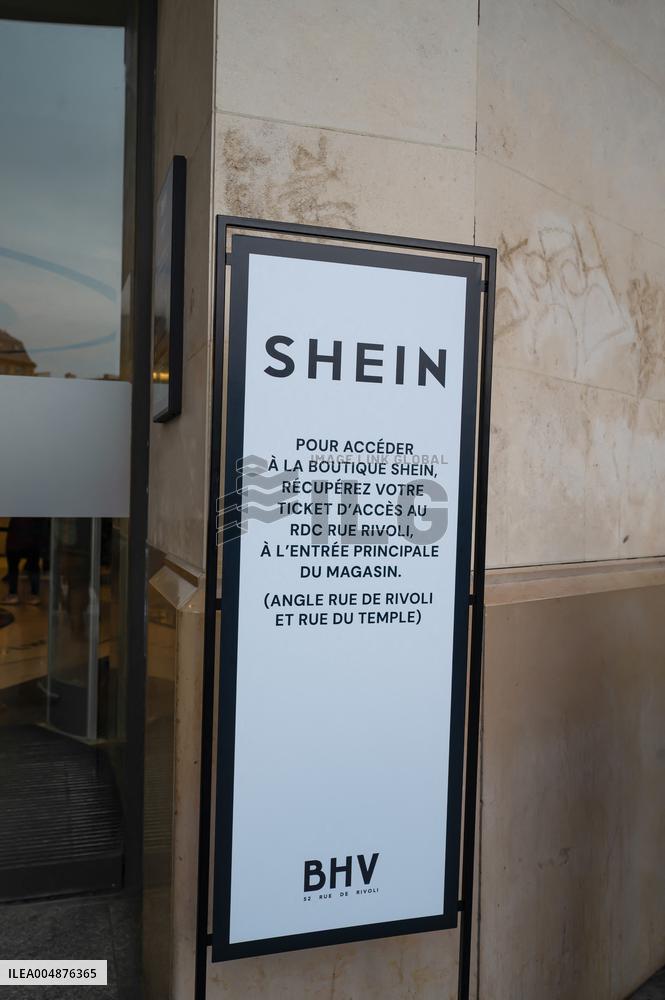 SHEIN
POUR ACCÉDER
À LA BOUTIQUE SHEIN,
RÉCUPÉREZ VOTRE
TICKET D'ACCÈS AU
RDC RUE RIVOLI,
À L'ENTRÉE PRINCIPALE
DU MAGASIN.
(ANGLE RUE DE RIVOLI
ET RUE DU TEMPLE)
BHV
52 RUE DE RIVOLI
IMAGE LINK GLOBAL
ILG
ILEA004876365